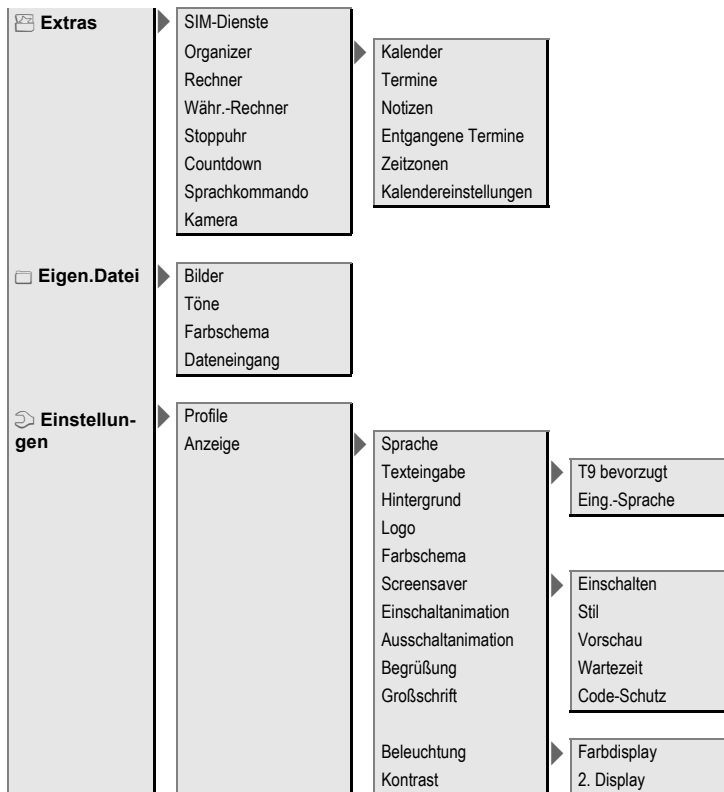 Extras
SIM-Dienste
Organizer
Kalender
Rechner
Termine
Währ.-Rechner
Notizen
Stoppuhr
Entgangene Termine
Countdown
Zeitzonen
Sprachkommando
Kalendereinstellungen
Kamera
Eigen.Datei
Bilder
Töne
Farbschema
Dateneingang
Einstellun-
gen
Profile
Anzeige
Sprache
Texteingabe
T9 bevorzugt
Hintergrund
Eing.-Sprache
Logo
Farbschema
Screensaver
Einschalten
Einschaltanimation
Stil
Ausschaltanimation
Vorschau
Begrüßung
Wartezeit
Großschrift
Code-Schutz
Beleuchtung
Farbdisplay
Kontrast
2. Display